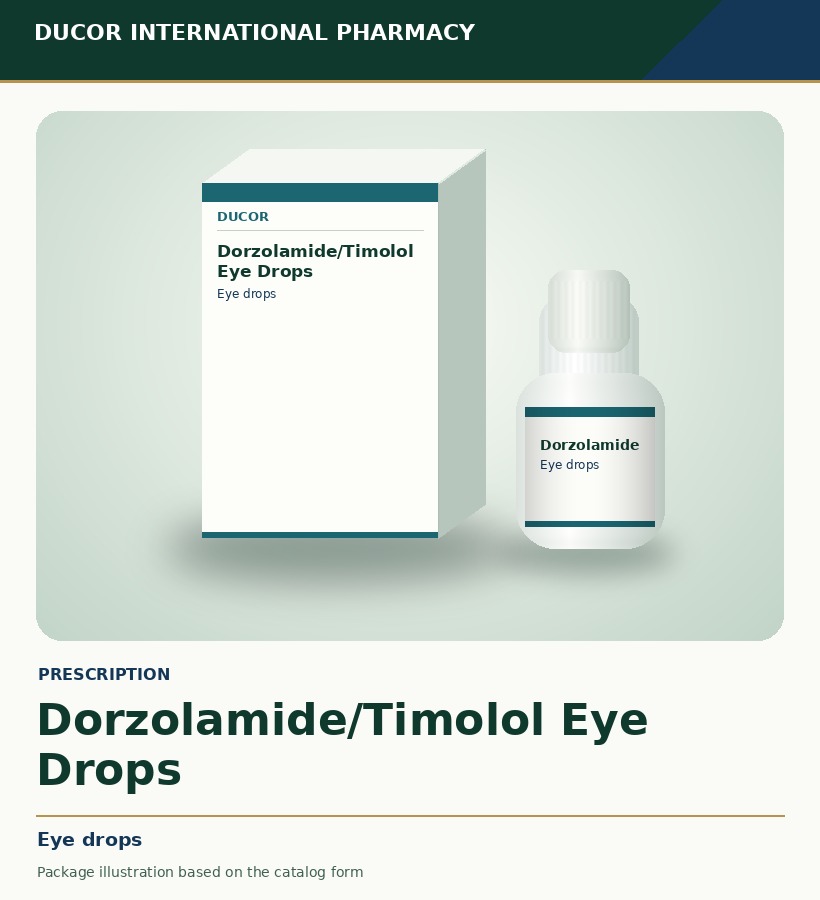 DUCOR INTERNATIONAL PHARMACY
DUCOR
Dorzolamide/Timolol
Eye Drops
Eye drops
Dorzolamide
Eye drops
PRESCRIPTION
Dorzolamide/Timolol Eye
Drops
Eye drops
Package illustration based on the catalog form